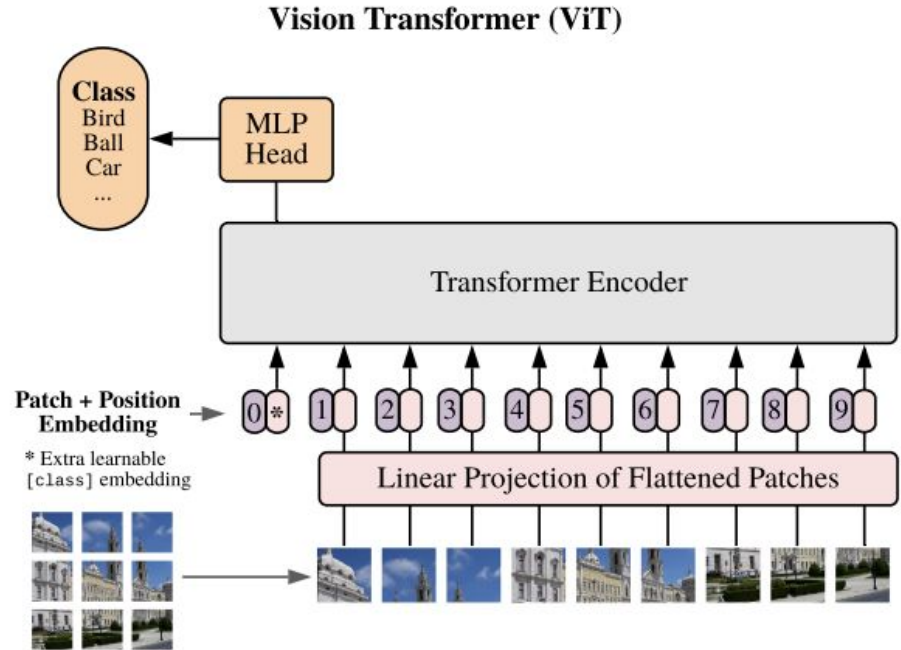 Vision Transformer (ViT)
Class
Bird
Ball
Car
...
MLP
Head
Transformer Encoder
Patch + Position
Embedding
0 * 1 2 3 4 5 6 7 8 9
* Extra learnable
[class] embedding
Linear Projection of Flattened Patches